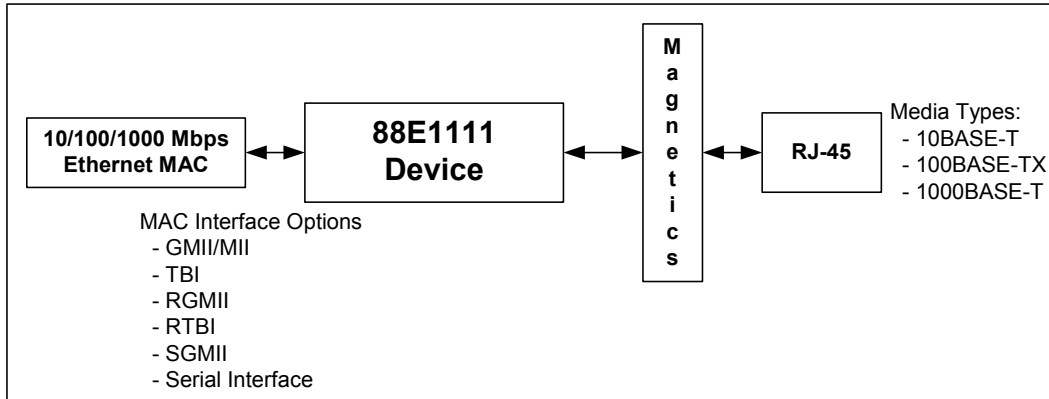 10/100/1000 Mbps
Ethernet MAC
88E1111
Device
Magnetics
RJ-45
Media Types:
- 10BASE-T
- 100BASE-TX
- 1000BASE-T
MAC Interface Options
- GMII/MII
- TBI
- RGMII
- RTBI
- SGMII
- Serial Interface